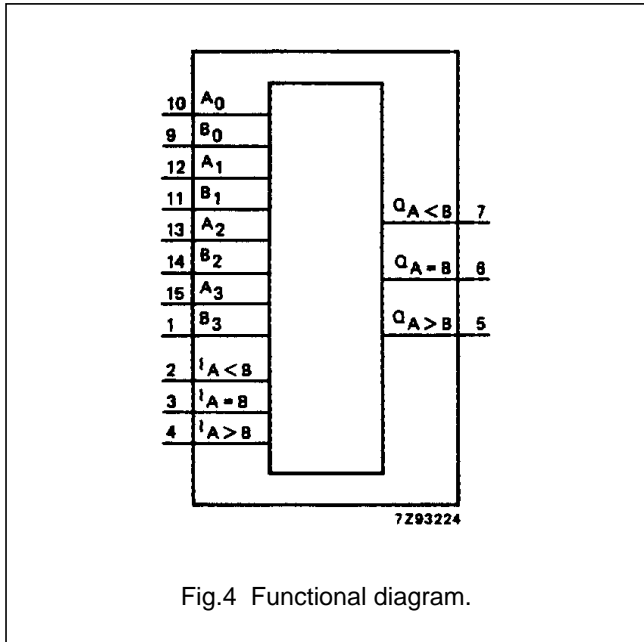 10 A0
9 B0
12 A1
11 B1
13 A2
14 B2
15 A3
1 B3
2 IA<B
3 IA=B
4 IA>B
QA<B 7
QA=B 6
QA>B 5
7Z93224
Fig.4 Functional diagram.